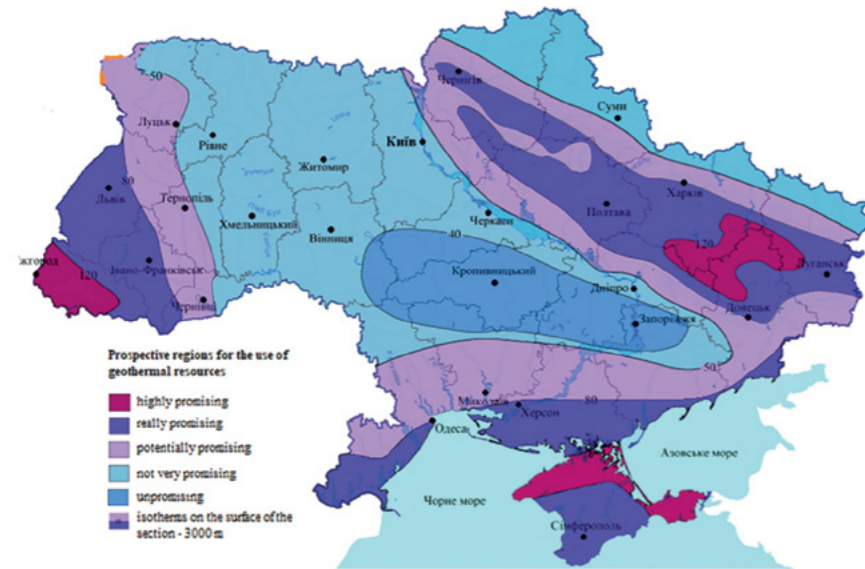 50
Чернігів
Суми
Луцьк
Рівне
Київ
Житомир
80
Львів
Тернопіль
Хмельницький
Вінниця
Черкаси
Полтава
Харків
40
120
120
жгород
Івано-Франківськ
Чернівці
Кропивницький
Дніпро
Луганськ
Запоріжжя
Донецьк
50
Prospective regions for the use of
geothermal resources
highly promising
really promising
potentially promising
not very promising
unpromising
isotherms on the surface of the
section - 3000 m
Миколаїв
80
Херсон
Одеса
Азовське море
Чорне море
Сімферополь